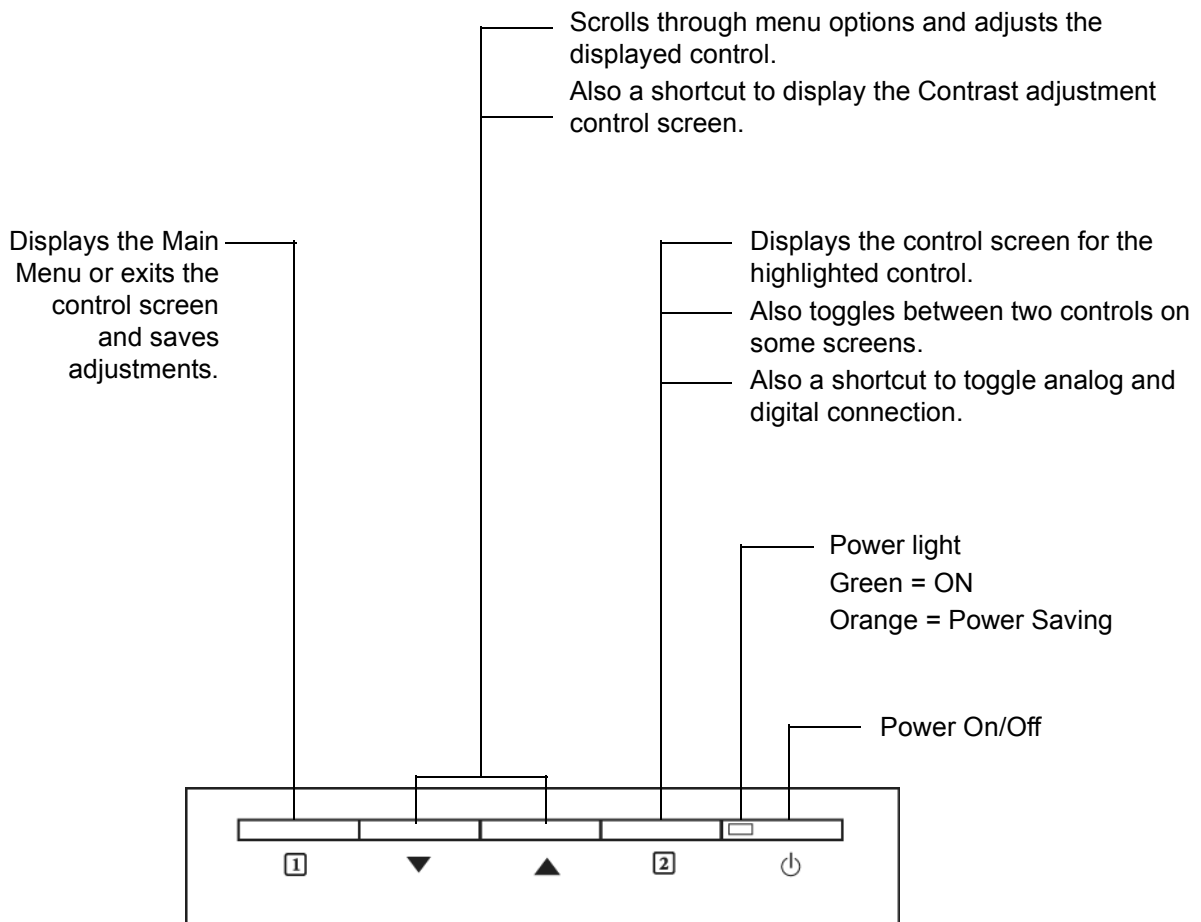 Scrolls through menu options and adjusts the
displayed control.
Also a shortcut to display the Contrast adjustment
control screen.
Displays the Main
Menu or exits the
control screen
and saves
adjustments.
Displays the control screen for the
highlighted control.
Also toggles between two controls on
some screens.
Also a shortcut to toggle analog and
digital connection.
Power light
Green = ON
Orange = Power Saving
Power On/Off
1 ▼ ▲ 2 ⏻